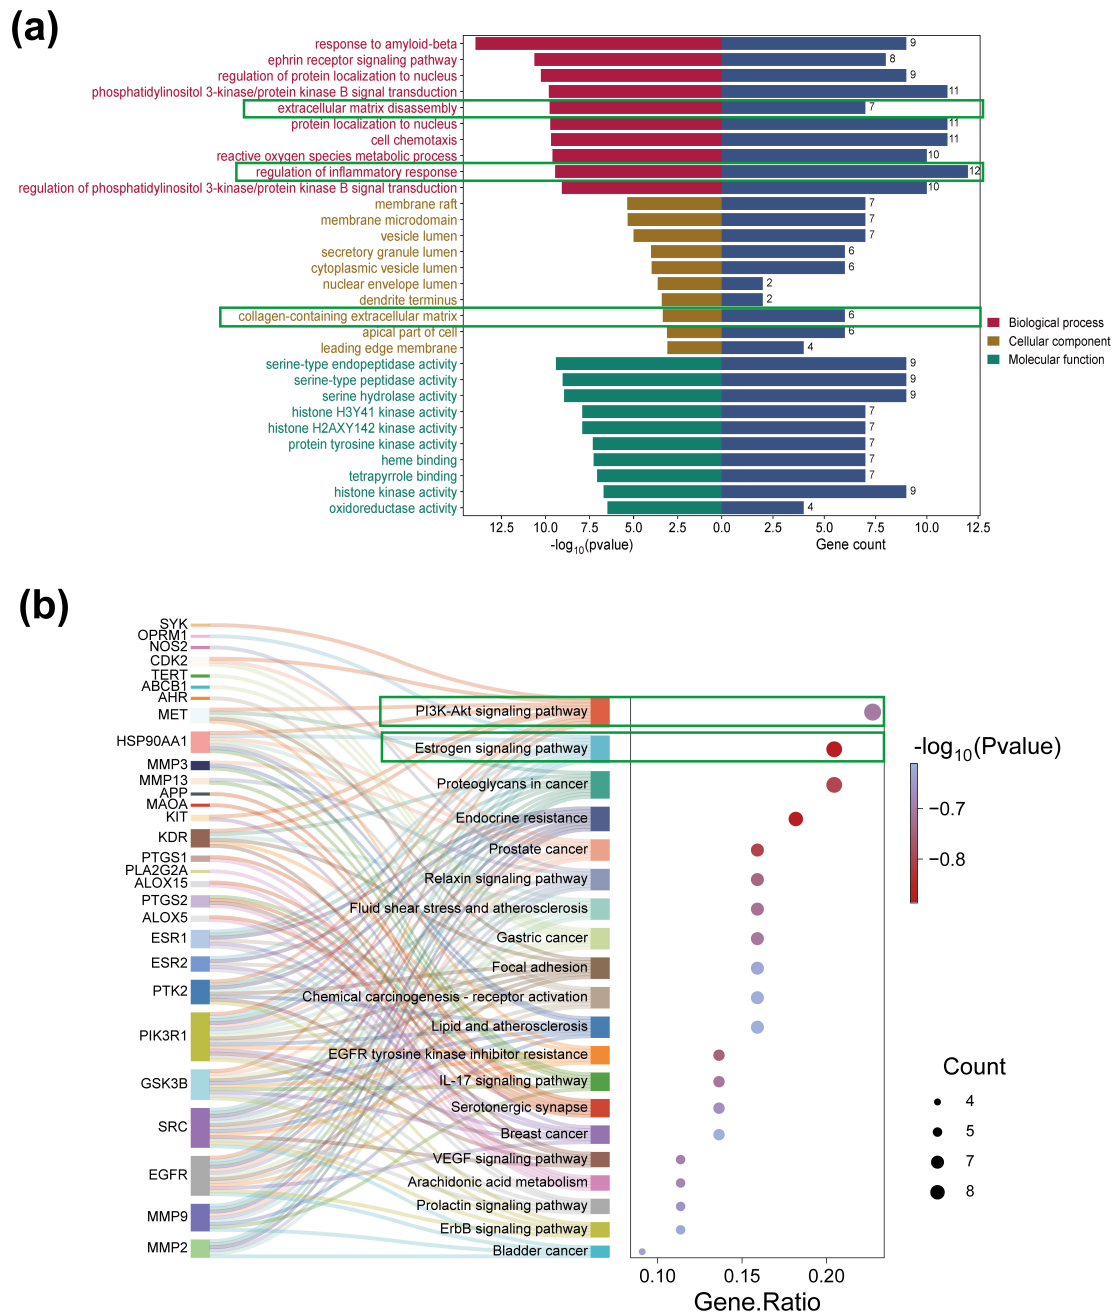 (a)
response to amyloid-beta 9
ephrin receptor signaling pathway 8
regulation of protein localization to nucleus 9
phosphatidylinositol 3-kinase/protein kinase B signal transduction 11
extracellular matrix disassembly 7
protein localization to nucleus 11
cell chemotaxis 11
reactive oxygen species metabolic process 10
regulation of inflammatory response 12
regulation of phosphatidylinositol 3-kinase/protein kinase B signal transduction 10
membrane raft 7
membrane microdomain 7
vesicle lumen 7
secretory granule lumen 6
cytoplasmic vesicle lumen 6
nuclear envelope lumen 2
dendrite terminus 2
collagen-containing extracellular matrix 6
apical part of cell 6
leading edge membrane 4
serine-type endopeptidase activity 9
serine-type peptidase activity 9
serine hydrolase activity 9
histone H3Y41 kinase activity 7
histone H2AXY142 kinase activity 7
protein tyrosine kinase activity 7
heme binding 7
tetrapyrrole binding 7
histone kinase activity 9
oxidoreductase activity 4
12.5 10.0 7.5 5.0 2.5 0.0 2.5 5.0 7.5 10.0 12.5
-log10(pvalue) Gene count
Biological process
Cellular component
Molecular function
(b)
SYK
OPRM1
NOS2
CDK2
TERT
ABCB1
AHR
MET
HSP90AA1
MMP3
MMP13
APP
MAOA
KIT
KDR
PTGS1
PLA2G2A
ALOX15
PTGS2
ALOX5
ESR1
ESR2
PTK2
PIK3R1
GSK3B
SRC
EGFR
MMP9
MMP2
PI3K-Akt signaling pathway
Estrogen signaling pathway
Proteoglycans in cancer
Endocrine resistance
Prostate cancer
Relaxin signaling pathway
Fluid shear stress and atherosclerosis
Gastric cancer
Focal adhesion
Chemical carcinogenesis - receptor activation
Lipid and atherosclerosis
EGFR tyrosine kinase inhibitor resistance
IL-17 signaling pathway
Serotonergic synapse
Breast cancer
VEGF signaling pathway
Arachidonic acid metabolism
Prolactin signaling pathway
ErbB signaling pathway
Bladder cancer
0.10 0.15 0.20
Gene.Ratio
-log10(Pvalue)
−0.7
−0.8
Count
4
5
7
8